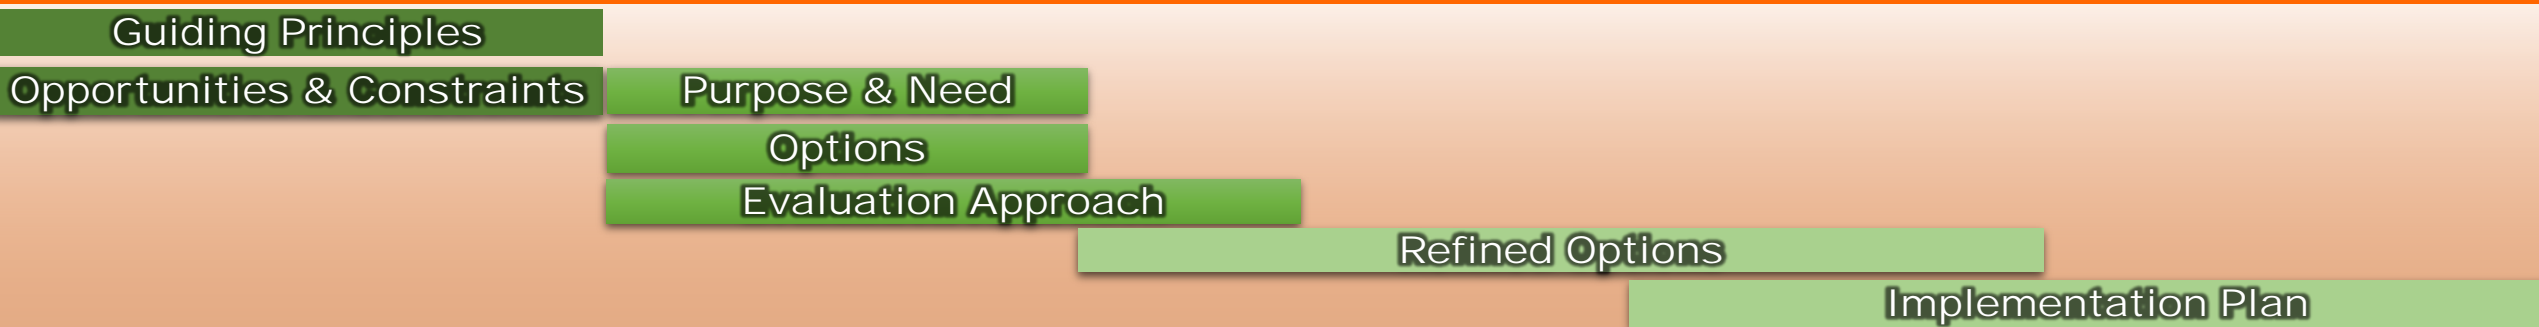 Guiding Principles
Opportunities & Constraints
Purpose & Need
Options
Evaluation Approach
Refined Options
Implementation Plan